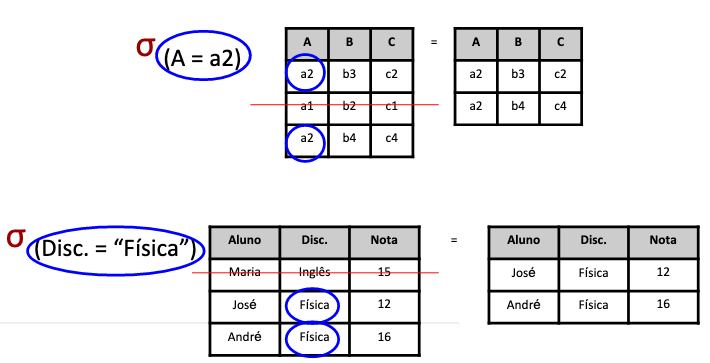 σ (A = a2)
A B C = A B C
a2 b3 c2 a2 b3 c2
a1 b2 c1 a2 b4 c4
a2 b4 c4
σ (Disc. = “Física”)
Aluno Disc. Nota = Aluno Disc. Nota
Maria Inglês 15 José Física 12
José Física 12 André Física 16
André Física 16